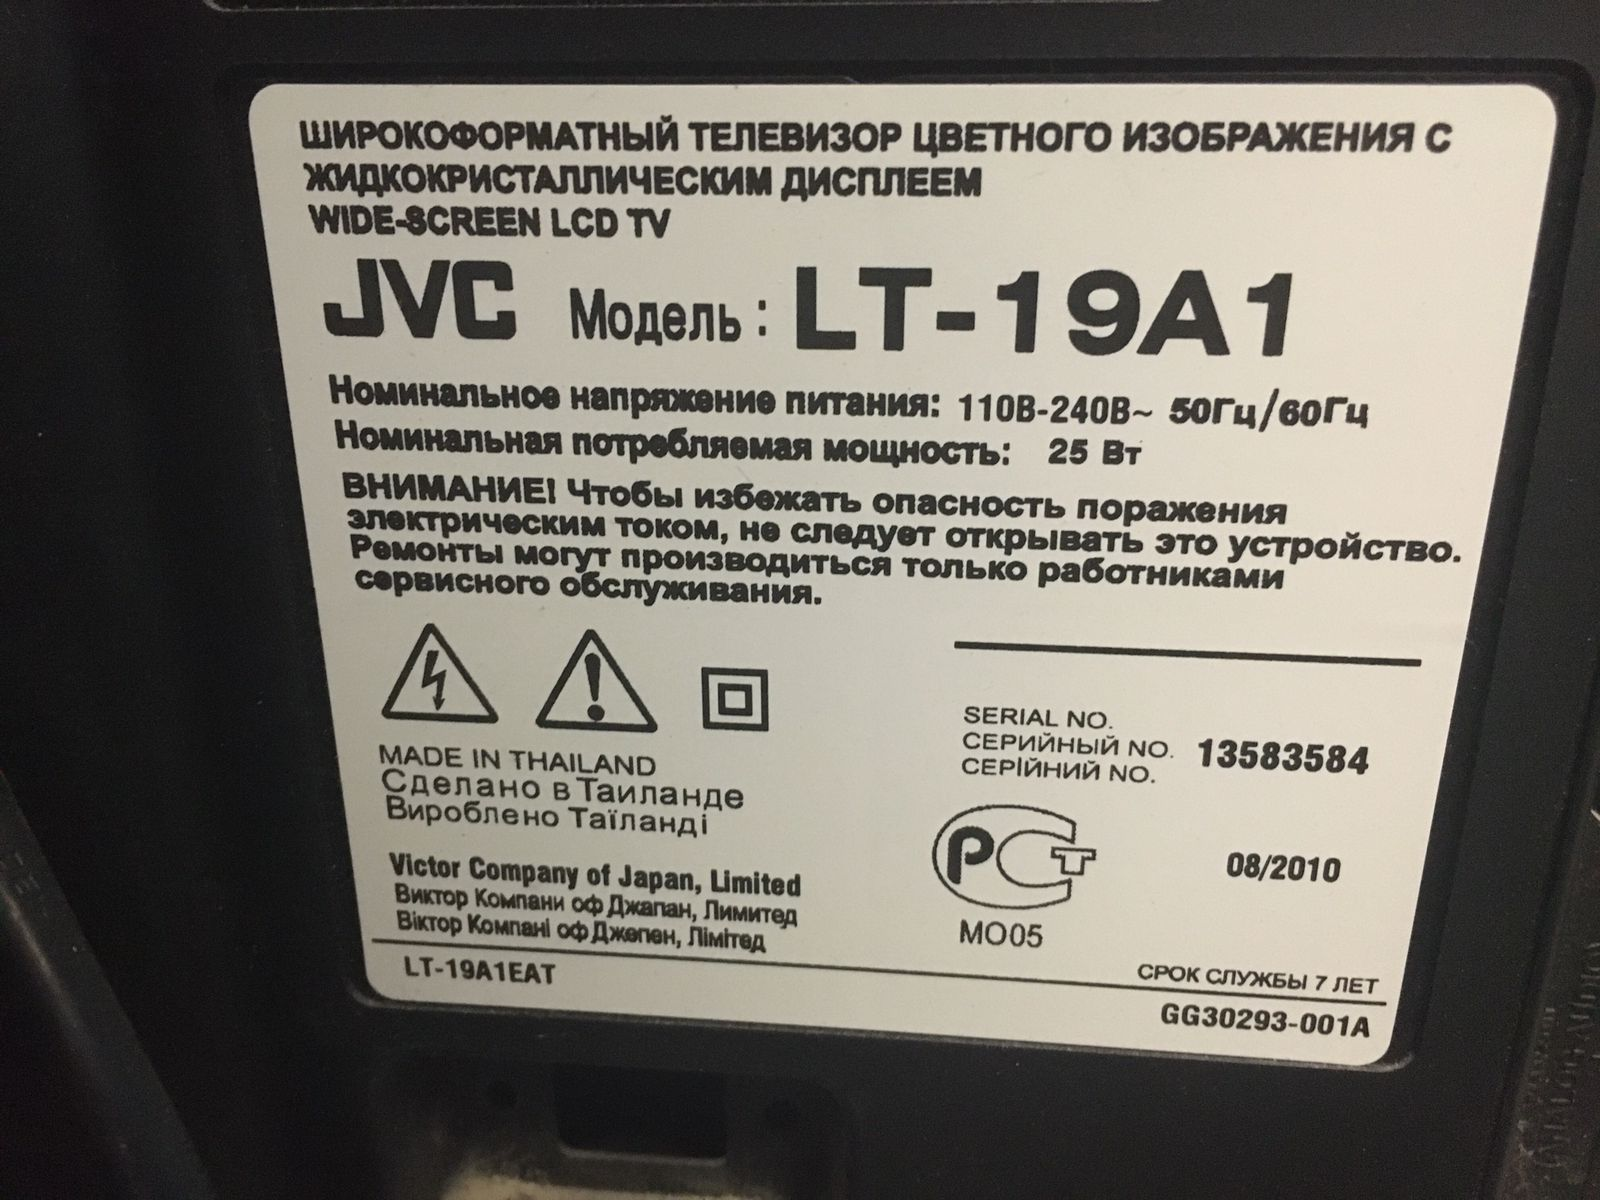 ШИРОКОФОРМАТНЫЙ ТЕЛЕВИЗОР ЦВЕТНОГО ИЗОБРАЖЕНИЯ С
ЖИДКОКРИСТАЛЛИЧЕСКИМ ДИСПЛЕЕМ
WIDE-SCREEN LCD TV
JVC Модель : LT-19A1
Номинальное напряжение питания: 110В-240В~ 50Гц/60Гц
Номинальная потребляемая мощность: 25 Вт
ВНИМАНИЕ! Чтобы избежать опасность поражения
электрическим током, не следует открывать это устройство.
Ремонты могут производиться только работниками
сервисного обслуживания.
MADE IN THAILAND
Сделано в Таиланде
Вироблено Таїланді
SERIAL NO.
СЕРИЙНЫЙ NO. 13583584
СЕРІЙНИЙ NO.
Victor Company of Japan, Limited
Виктор Компани оф Джапан, Лимитед
Віктор Компані оф Джепен, Лімітед
РСТ
08/2010
МО05
LT-19A1EAT
СРОК СЛУЖБЫ 7 ЛЕТ
GG30293-001A